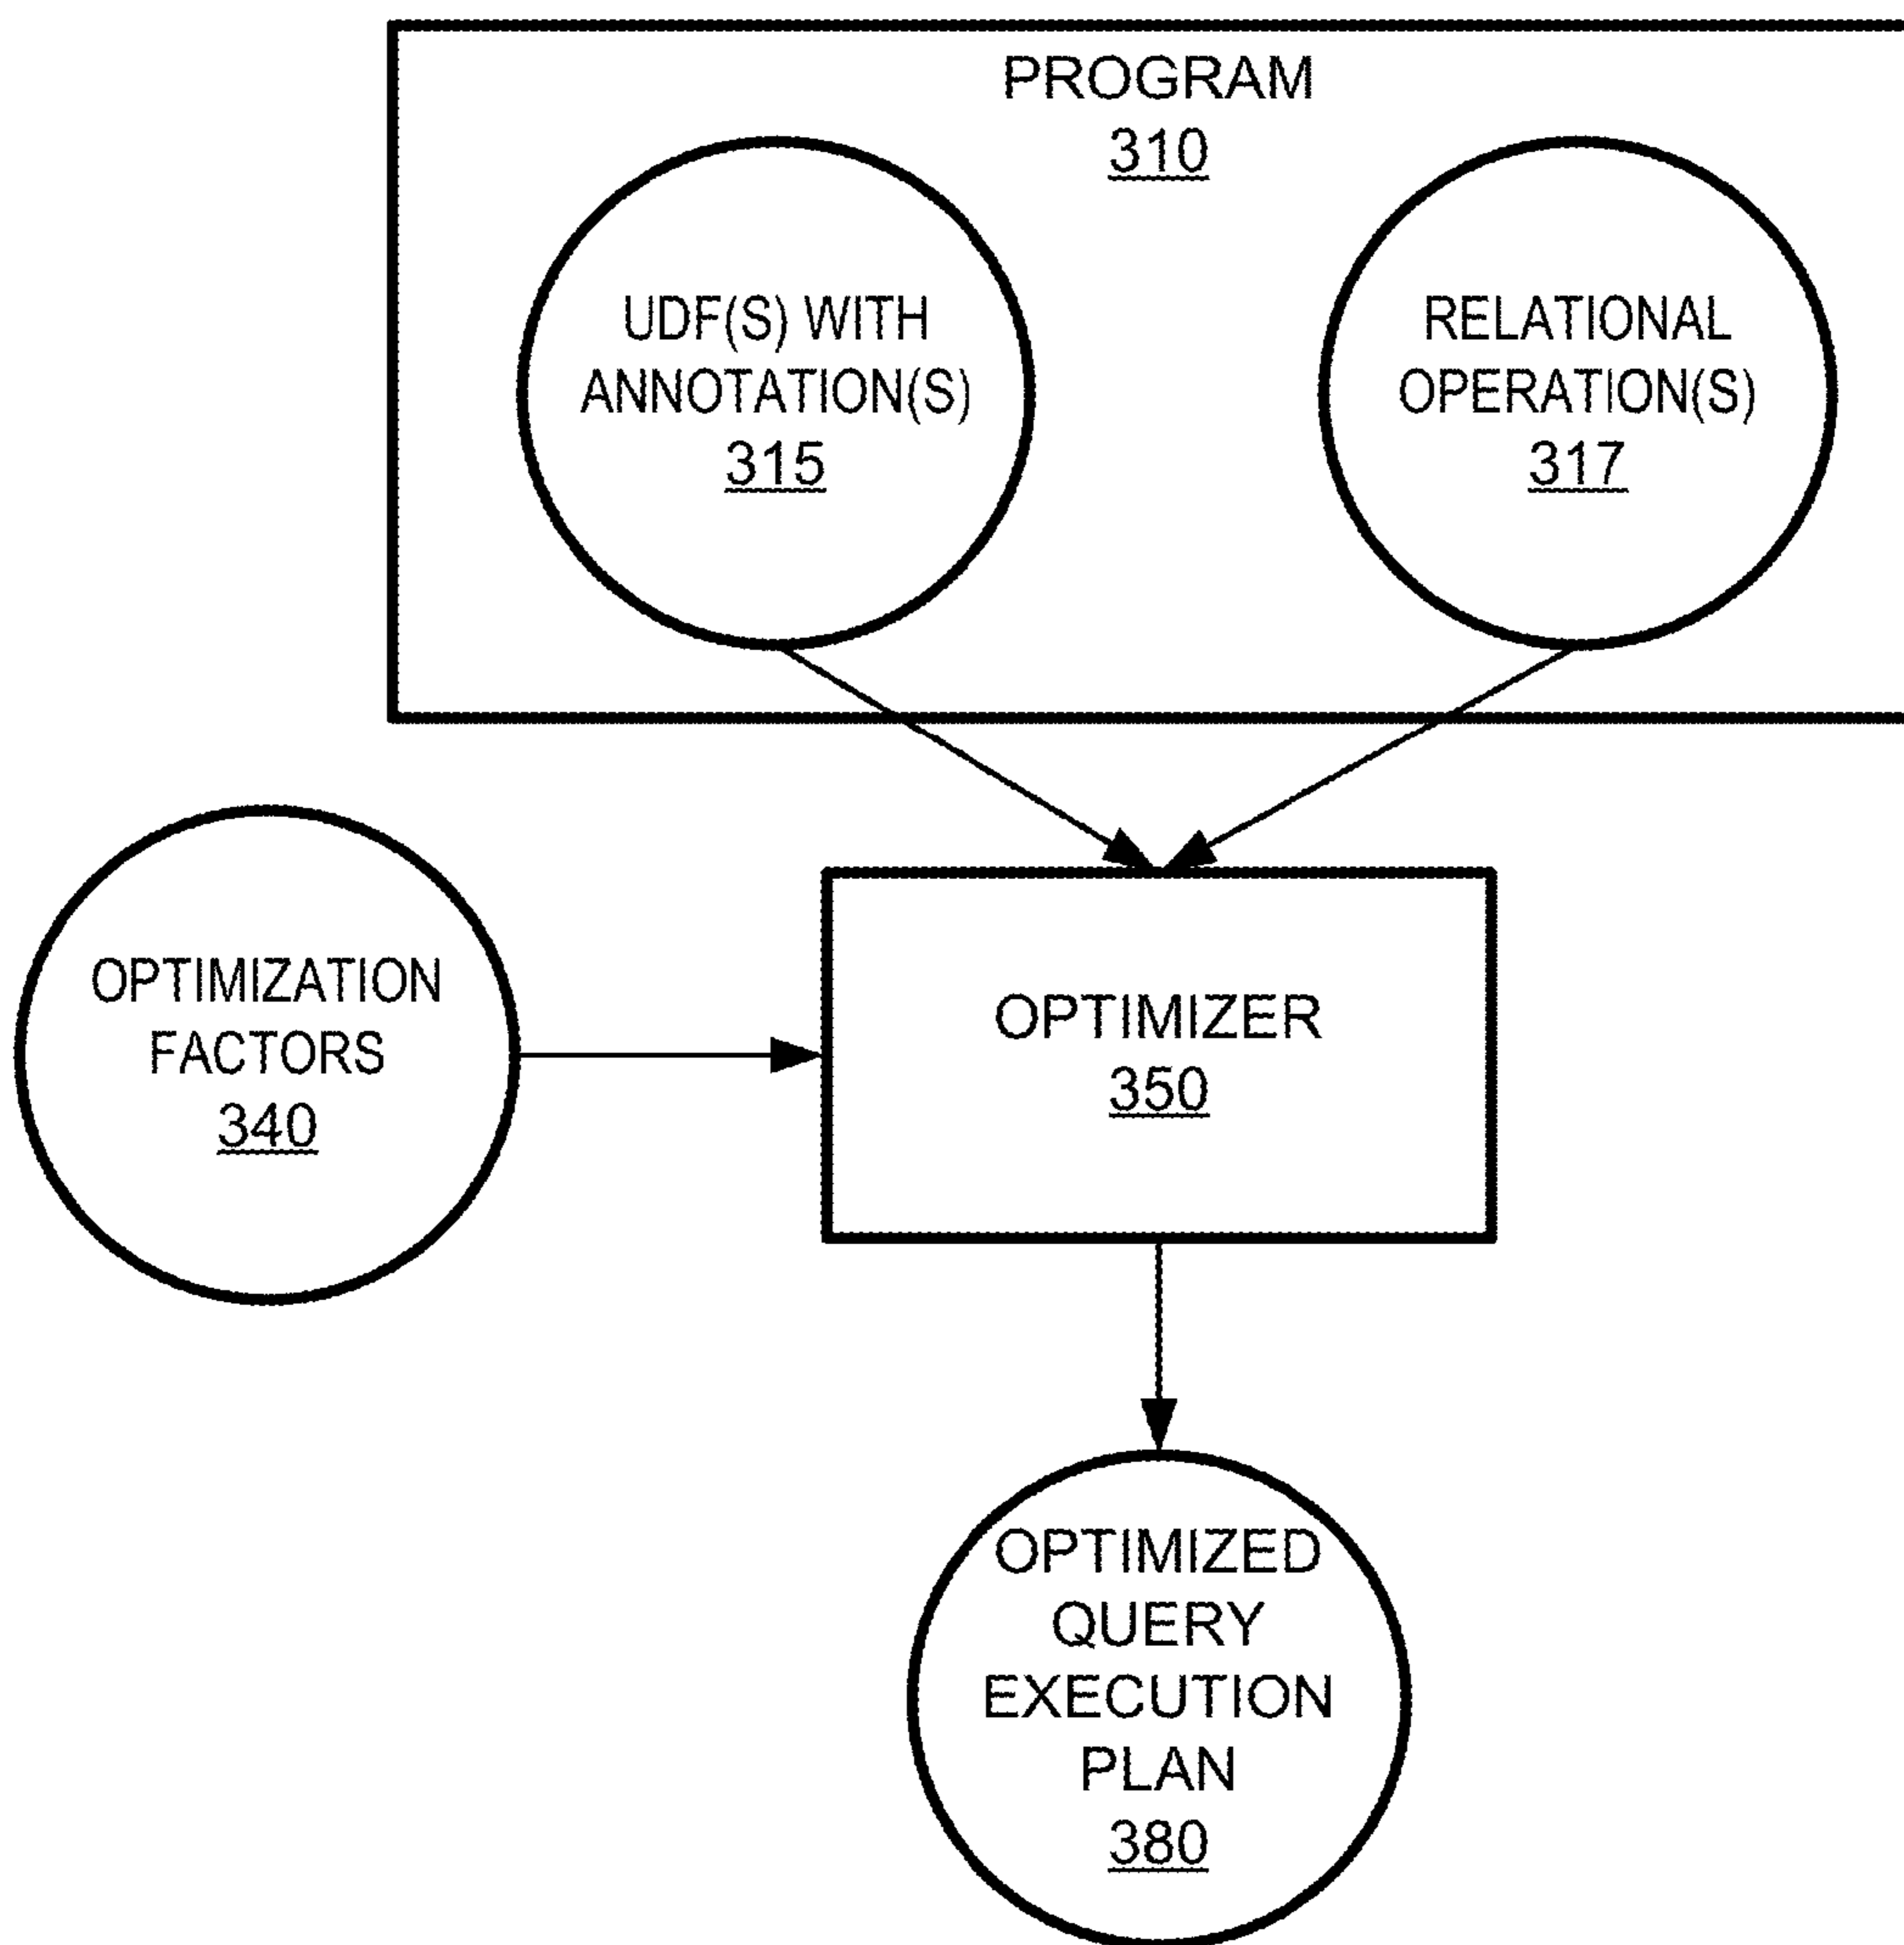 PROGRAM
310
UDF(S) WITH
ANNOTATION(S)
315
RELATIONAL
OPERATION(S)
317
OPTIMIZATION
FACTORS
340
OPTIMIZER
350
OPTIMIZED
QUERY
EXECUTION
PLAN
380